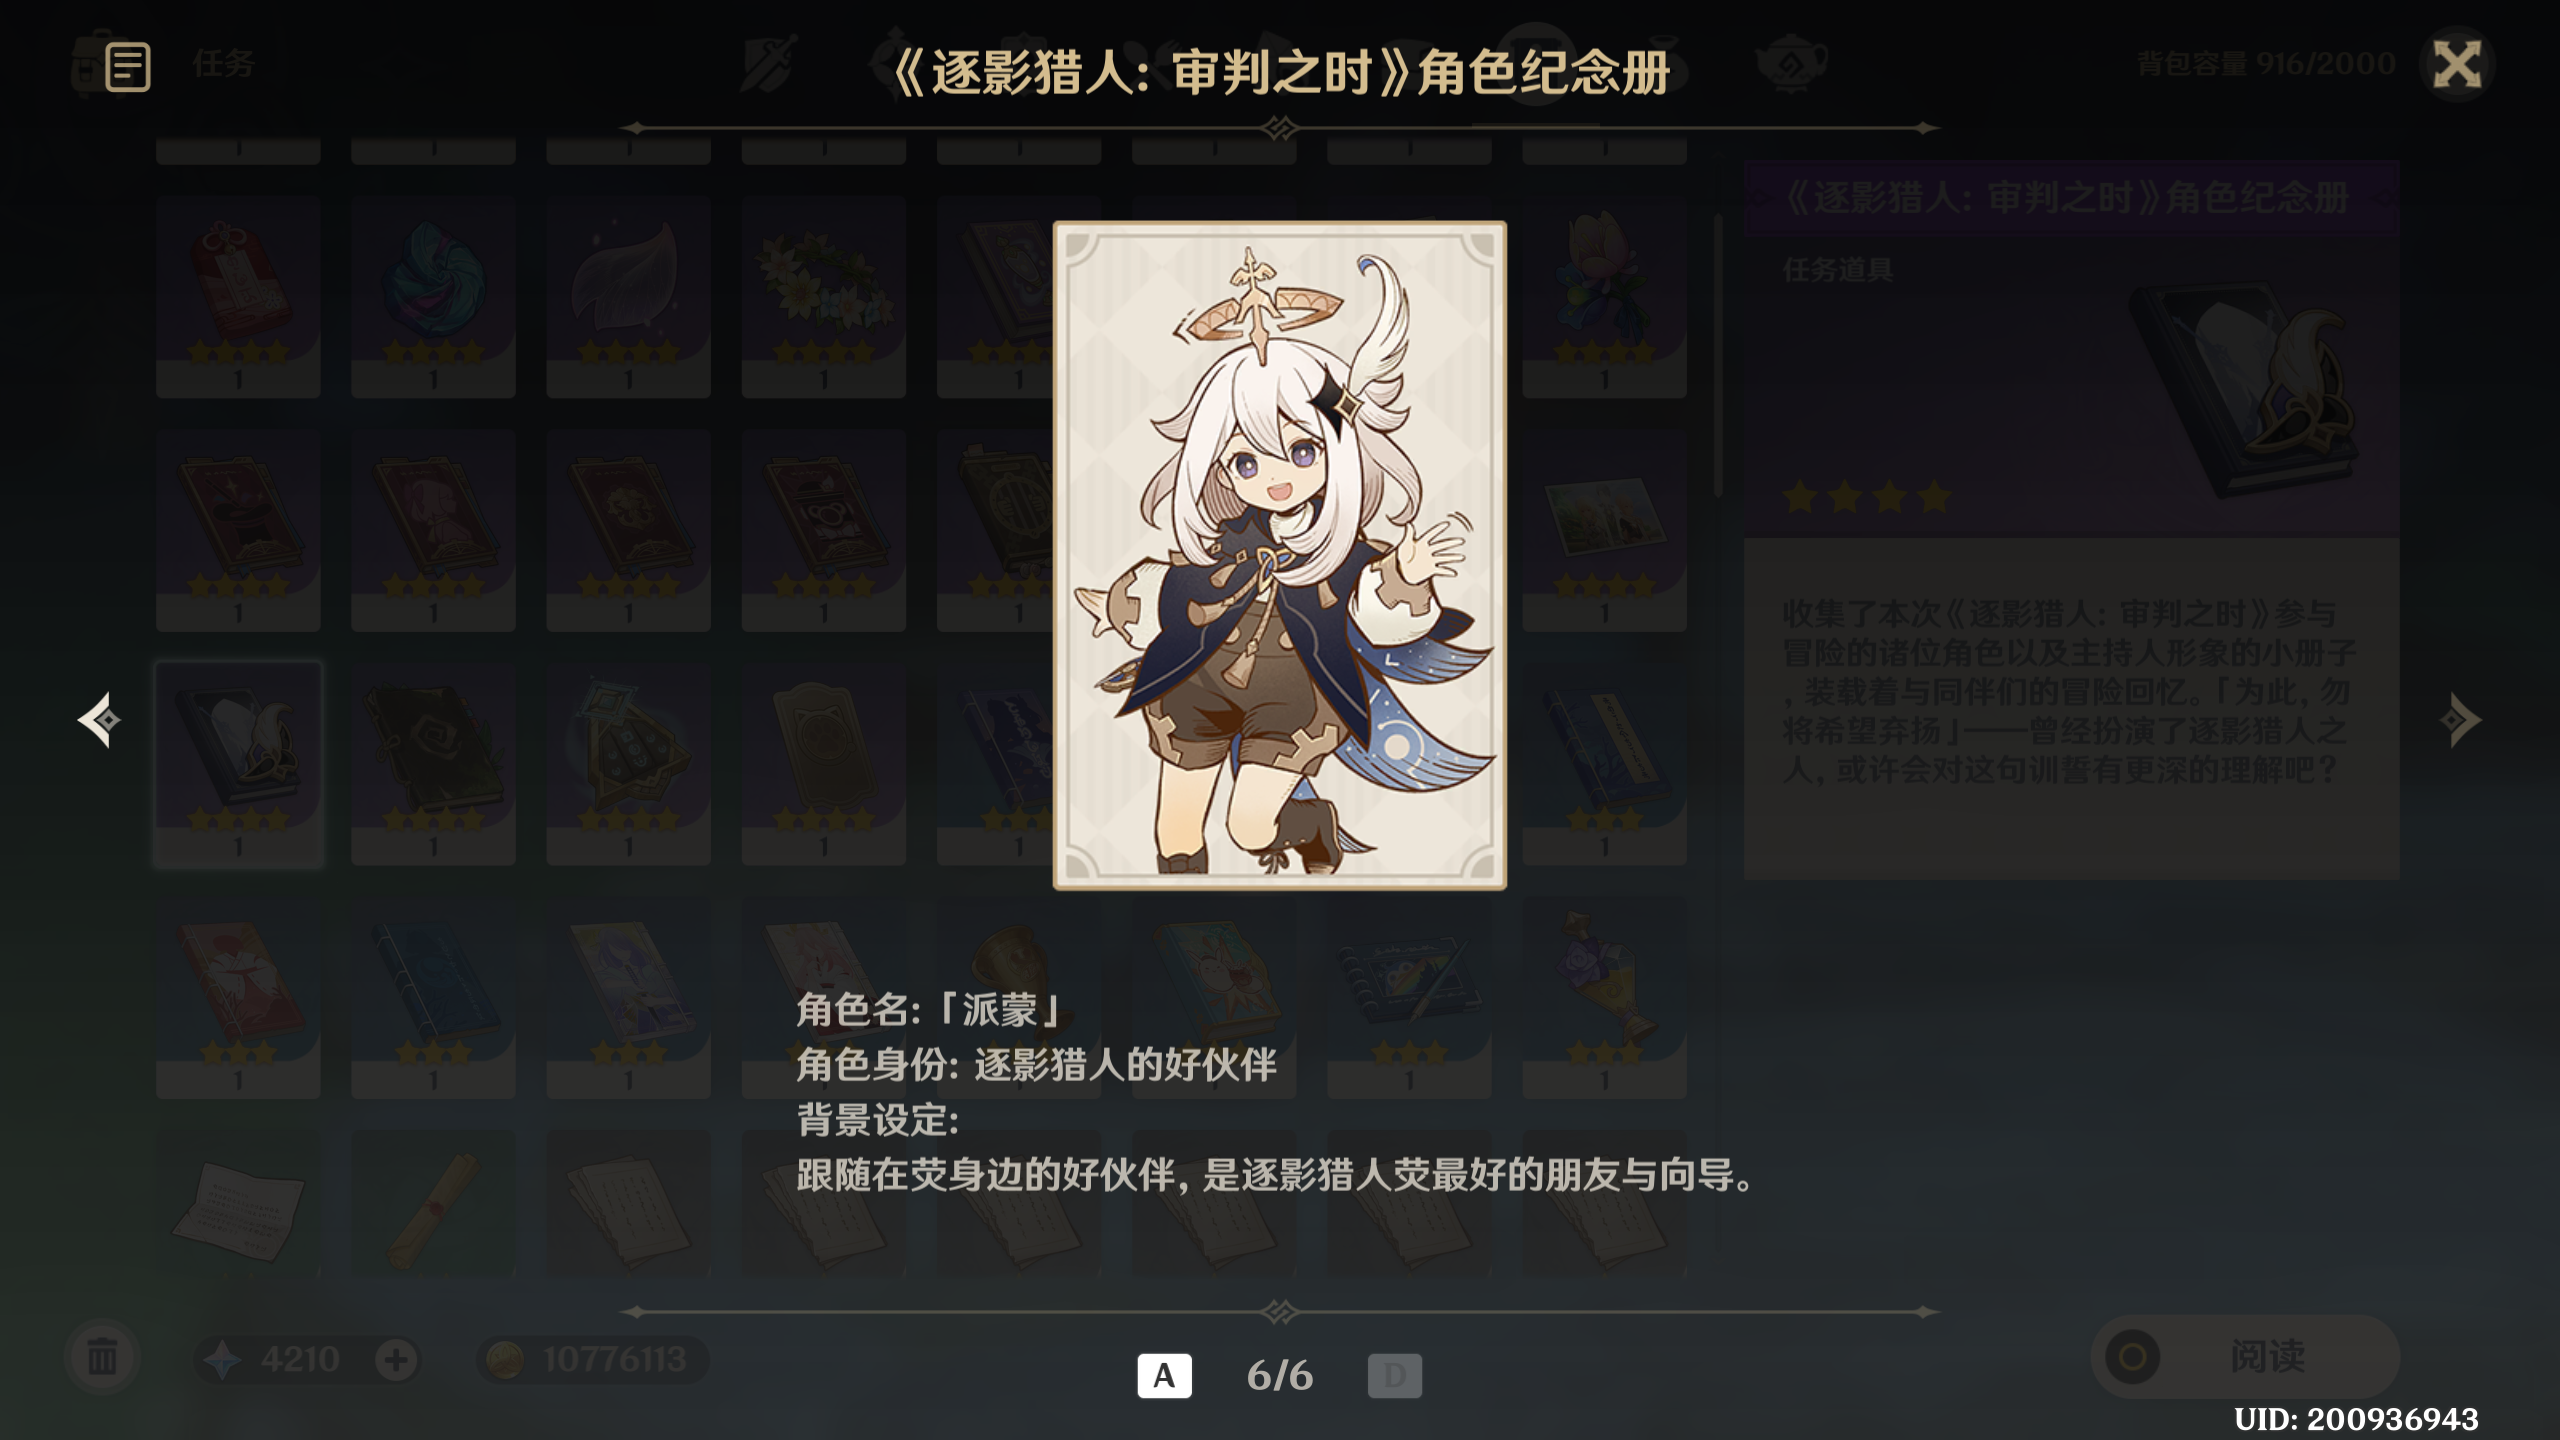 任务
《逐影猎人: 审判之时》角色纪念册
背包容量 916/2000
《逐影猎人: 审判之时》角色纪念册
任务道具
收集了本次《逐影猎人: 审判之时》参与
冒险的诸位角色以及主持人形象的小册子
, 装载着与同伴们的冒险回忆。「为此, 勿
将希望弃扬」——曾经扮演了逐影猎人之
人, 或许会对这句训誓有更深的理解吧?
1 1 1 1 1 1 1 1
1 1 1 1 1 1
1 1 1 1 1 1
1 1 1 1 1 1
1 1 1 1 1
角色名:「派蒙」
角色身份: 逐影猎人的好伙伴
背景设定:
跟随在荧身边的好伙伴, 是逐影猎人荧最好的朋友与向导。
4210
10776113
A 6/6 D
阅读
UID: 200936943